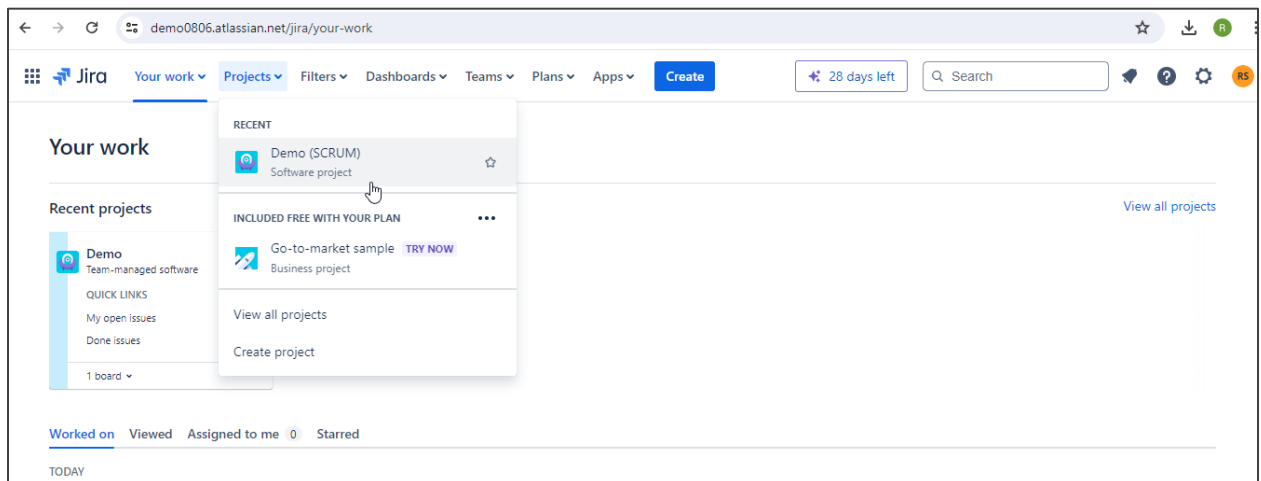 demo0806.atlassian.net/jira/your-work R
Jira Your work Projects Filters Dashboards Teams Plans Apps Create 28 days left Search RS
RECENT
Demo (SCRUM)
Software project
INCLUDED FREE WITH YOUR PLAN
Go-to-market sample TRY NOW
Business project
View all projects
Create project
Your work
Recent projects View all projects
Demo
Team-managed software
QUICK LINKS
My open issues
Done issues
1 board
Worked on Viewed Assigned to me 0 Starred
TODAY